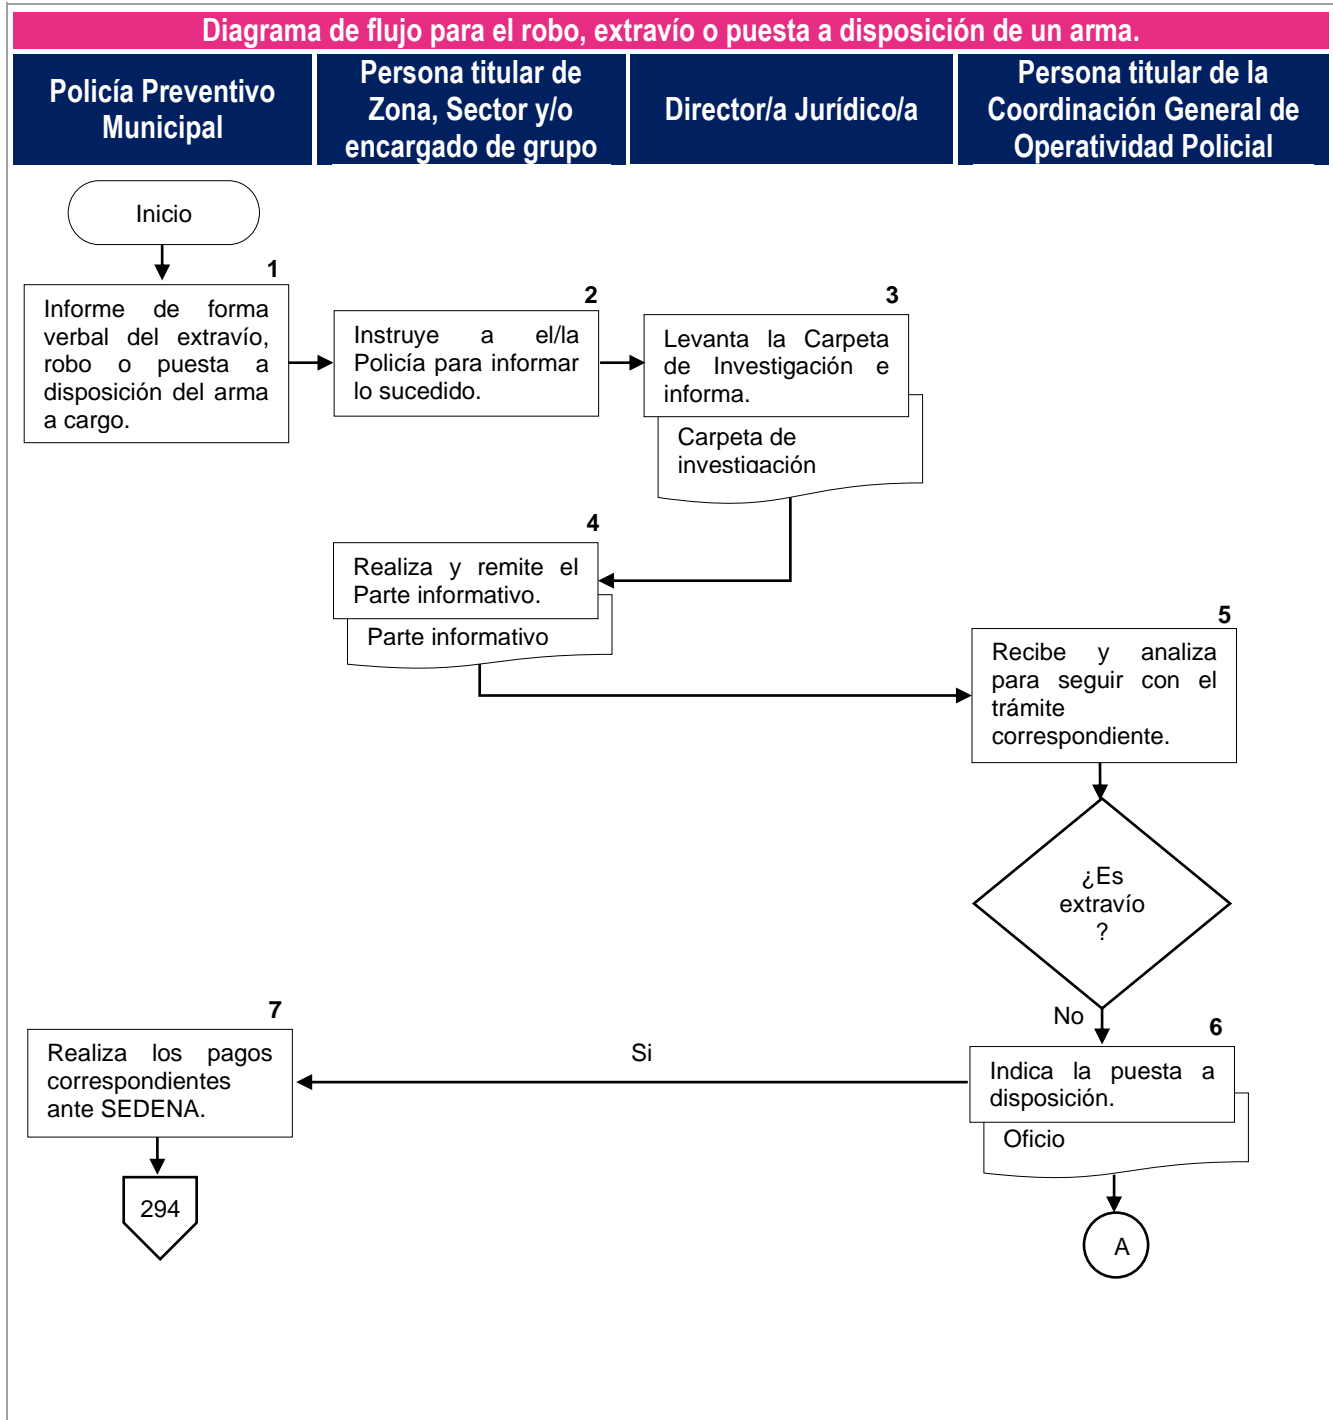 Diagrama de flujo para el robo, extravío o puesta a disposición de un arma.
Policía Preventivo
Municipal
Persona titular de
Zona, Sector y/o
encargado de grupo
Director/a Jurídico/a
Persona titular de la
Coordinación General de
Operatividad Policial
Inicio
1
Informe de forma
verbal del extravío,
robo o puesta a
disposición del arma
a cargo.
2
Instruye a el/la
Policía para informar
lo sucedido.
3
Levanta la Carpeta
de Investigación e
informa.
Carpeta de
investigación
4
Realiza y remite el
Parte informativo.
Parte informativo
5
Recibe y analiza
para seguir con el
trámite
correspondiente.
¿Es
extravío
?
No
6
Indica la puesta a
disposición.
Oficio
A
Si
7
Realiza los pagos
correspondientes
ante SEDENA.
294